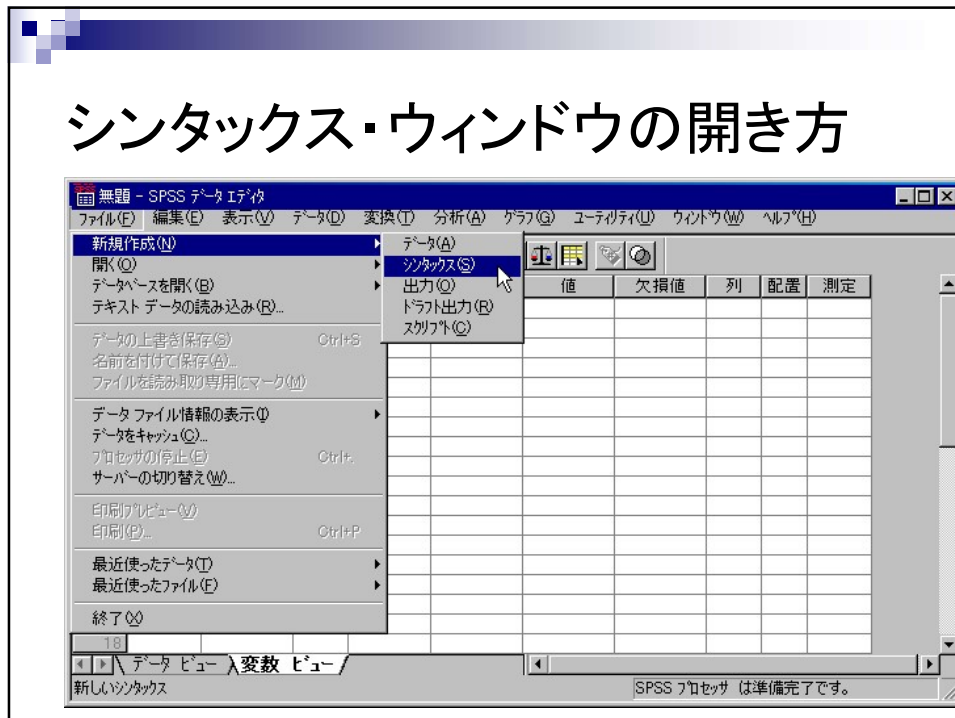 シンタックス・ウィンドウの開き方
無題 - SPSS データ エディタ
ファイル(F) 編集(E) 表示(V) データ(D) 変換(T) 分析(A) グラフ(G) ユーティリティ(U) ウィンドウ(W) ヘルプ(H)
新規作成(N)
開く(O)
データベースを開く(B)
テキスト データの読み込み(R)...
データの上書き保存(S) Ctrl+S
名前を付けて保存(A)...
ファイルを読み取り専用にマーク(M)
データ ファイル情報の表示(I)
データをキャッシュ(C)...
プロセッサの停止(E) Ctrl+.
サーバーの切り替え(W)...
印刷プレビュー(V)
印刷(P)... Ctrl+P
最近使ったデータ(T)
最近使ったファイル(F)
終了(X)
データ(A)
シンタックス(S)
出力(O)
ドラフト出力(R)
スクリプト(C)
値 欠損値 列 配置 測定
18
データ ビュー 変数 ビュー
新しいシンタックス SPSS プロセッサ は準備完了です。